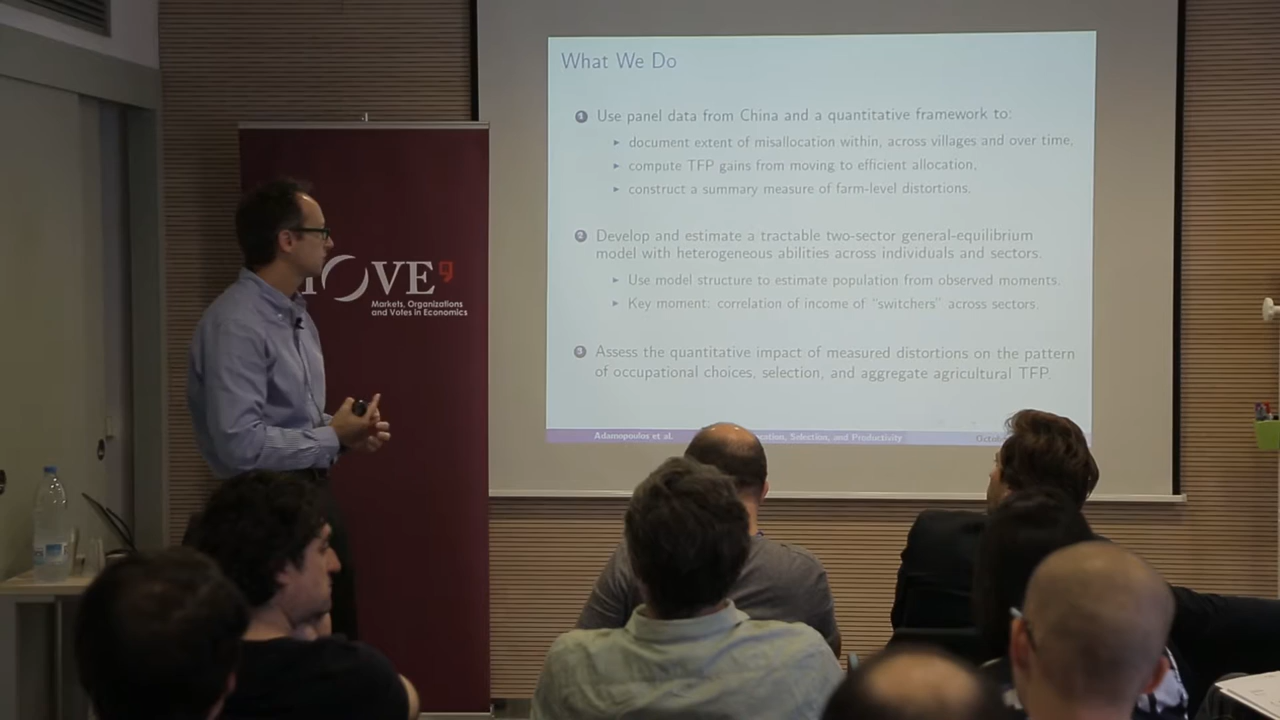 What We Do
1 Use panel data from China and a quantitative framework to:
▸ document extent of misallocation within, across villages and over time,
▸ compute TFP gains from moving to efficient allocation,
▸ construct a summary measure of farm-level distortions.
2 Develop and estimate a tractable two-sector general-equilibrium
model with heterogeneous abilities across individuals and sectors.
▸ Use model structure to estimate population from observed moments.
▸ Key moment: correlation of income of “switchers” across sectors.
3 Assess the quantitative impact of measured distortions on the pattern
of occupational choices, selection, and aggregate agricultural TFP.
Adamopoulos et al.
Selection, and Productivity
OVE
Markets, Organizations
and Votes in Economics